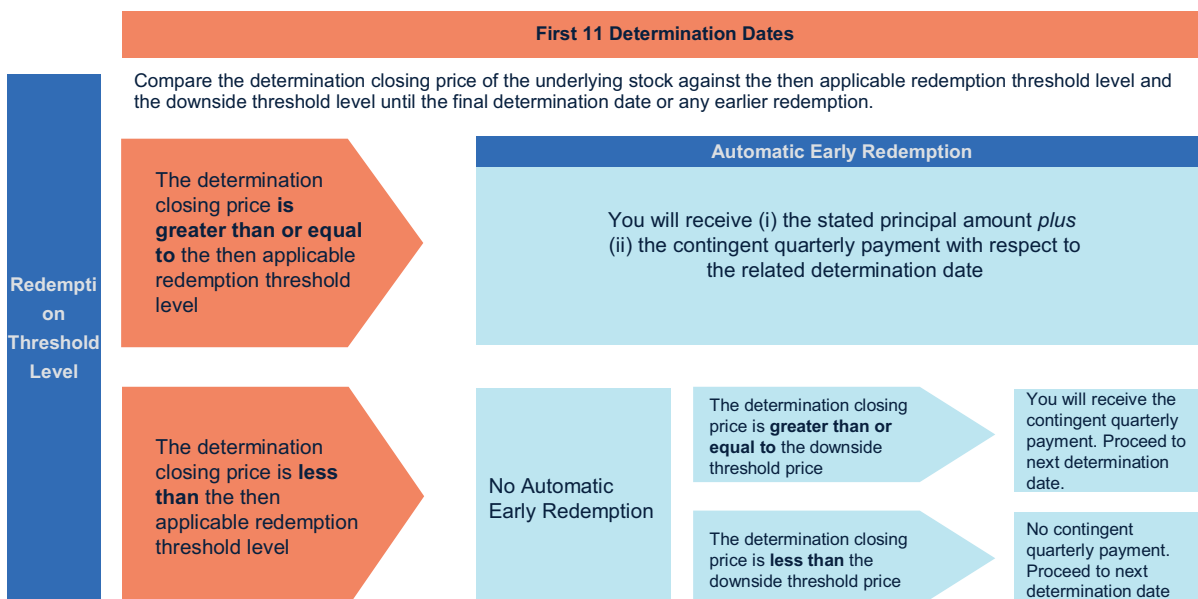 First 11 Determination Dates
Compare the determination closing price of the underlying stock against the then applicable redemption threshold level and
the downside threshold level until the final determination date or any earlier redemption.
Redempti
on
Threshold
Level
The determination
closing price is
greater than or equal
to the then applicable
redemption threshold
level
Automatic Early Redemption
You will receive (i) the stated principal amount plus
(ii) the contingent quarterly payment with respect to
the related determination date
The determination
closing price is less
than the then
applicable redemption
threshold level
No Automatic
Early Redemption
The determination closing
price is greater than or
equal to the downside
threshold price
You will receive the
contingent quarterly
payment. Proceed to
next determination
date.
The determination closing
price is less than the
downside threshold price
No contingent
quarterly payment.
Proceed to next
determination date